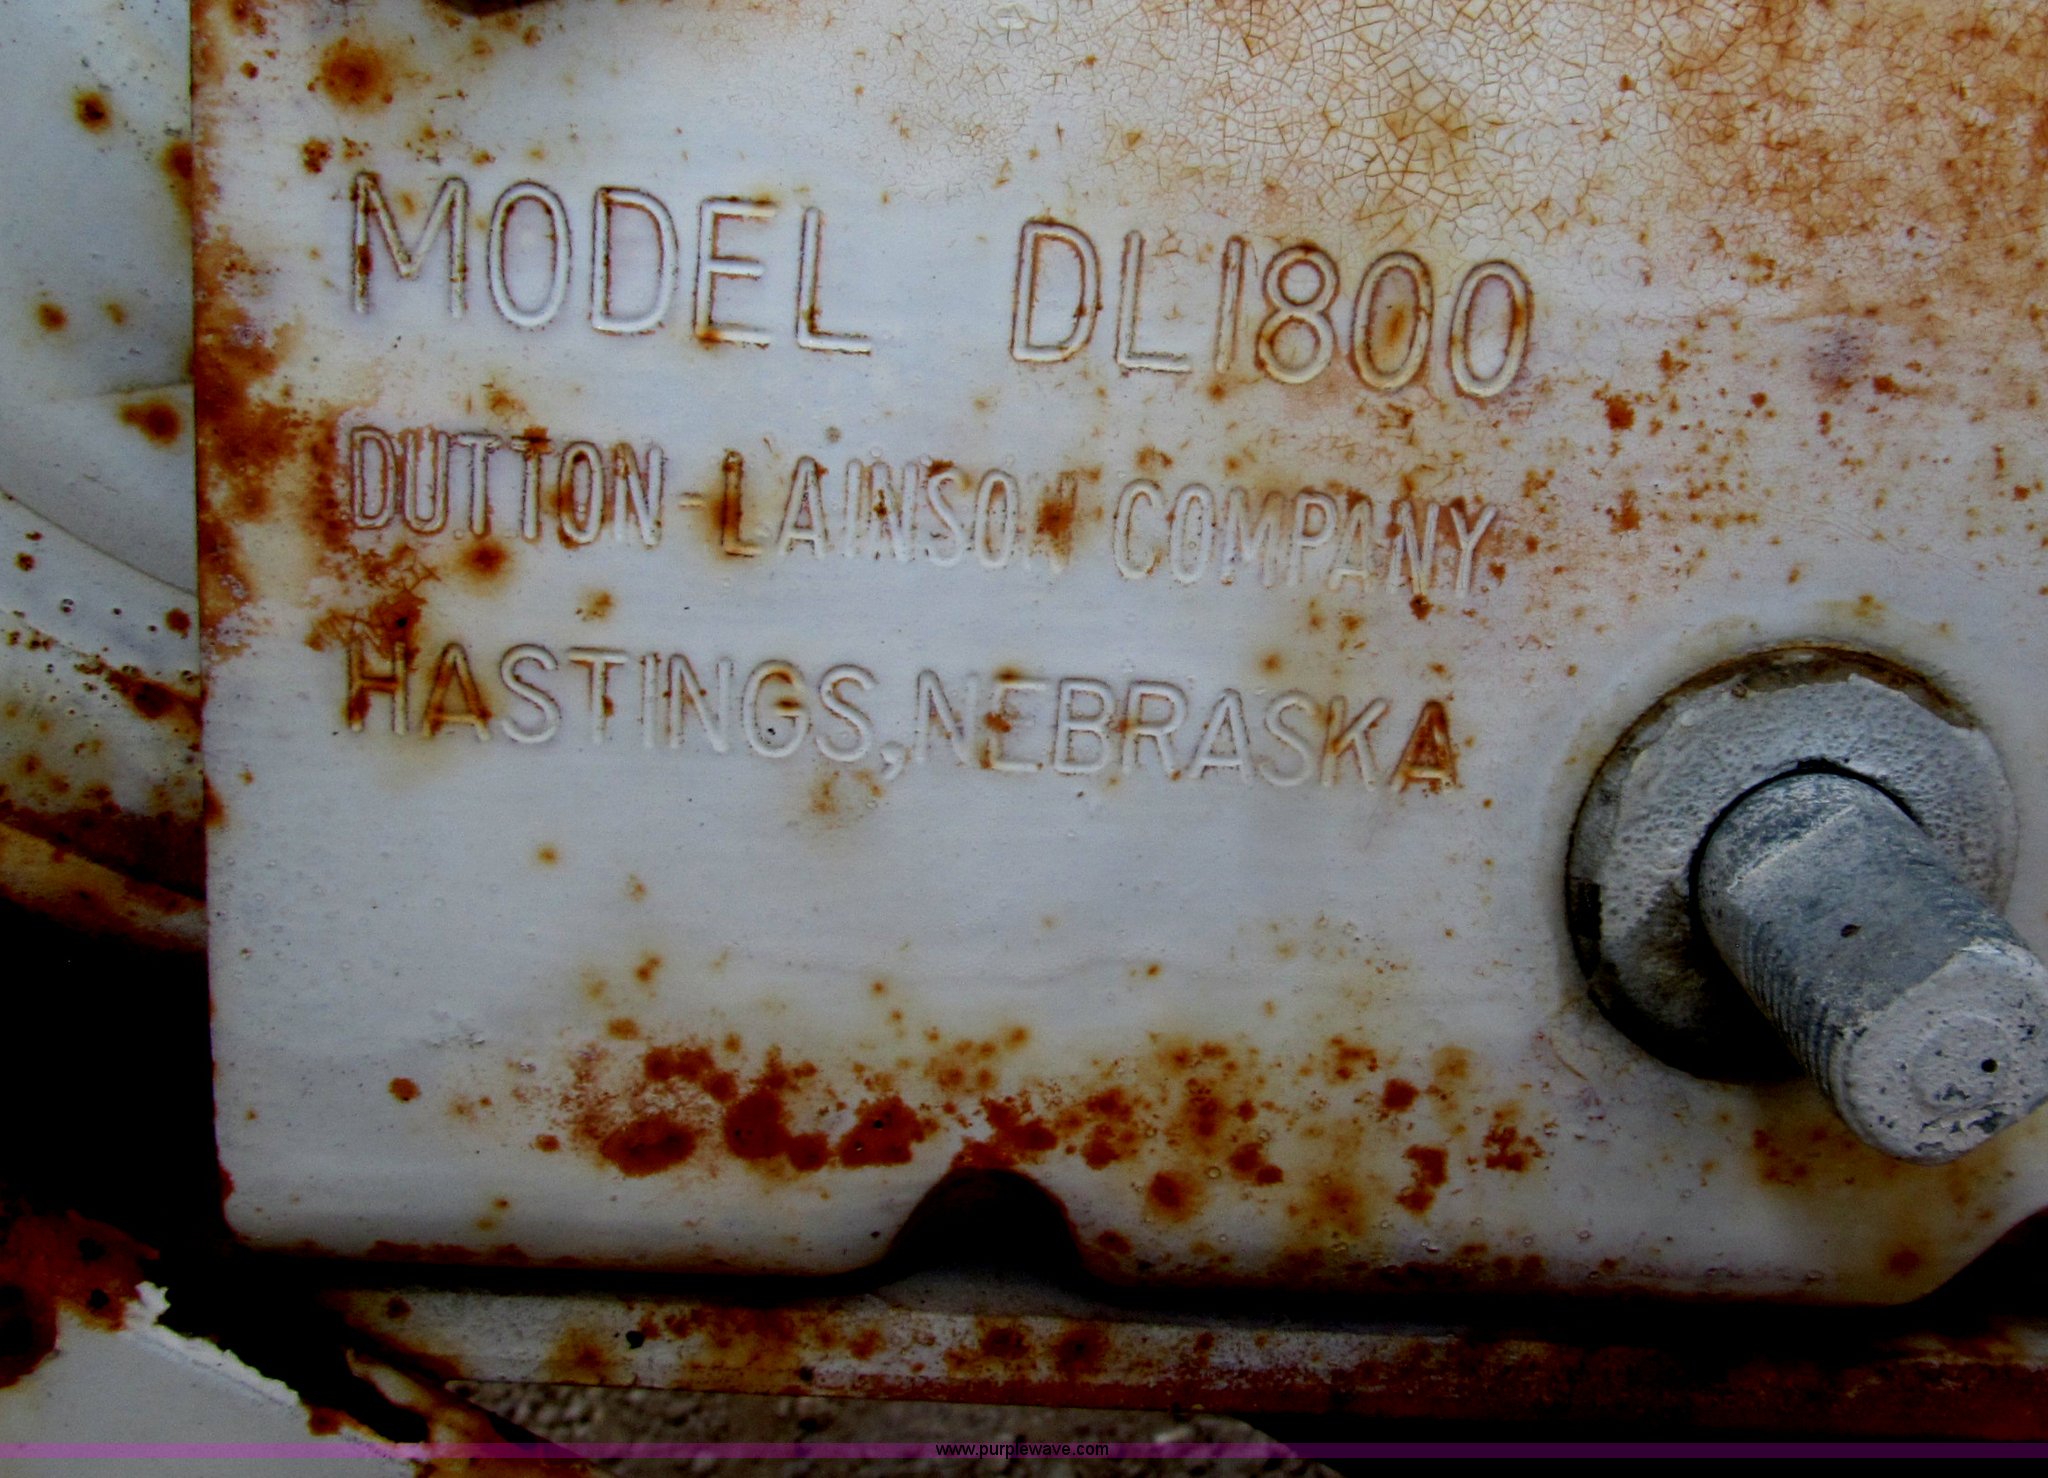 MODEL DL1800
DUTTON-LAINSON COMPANY
HASTINGS, NEBRASKA
www.purplewave.com